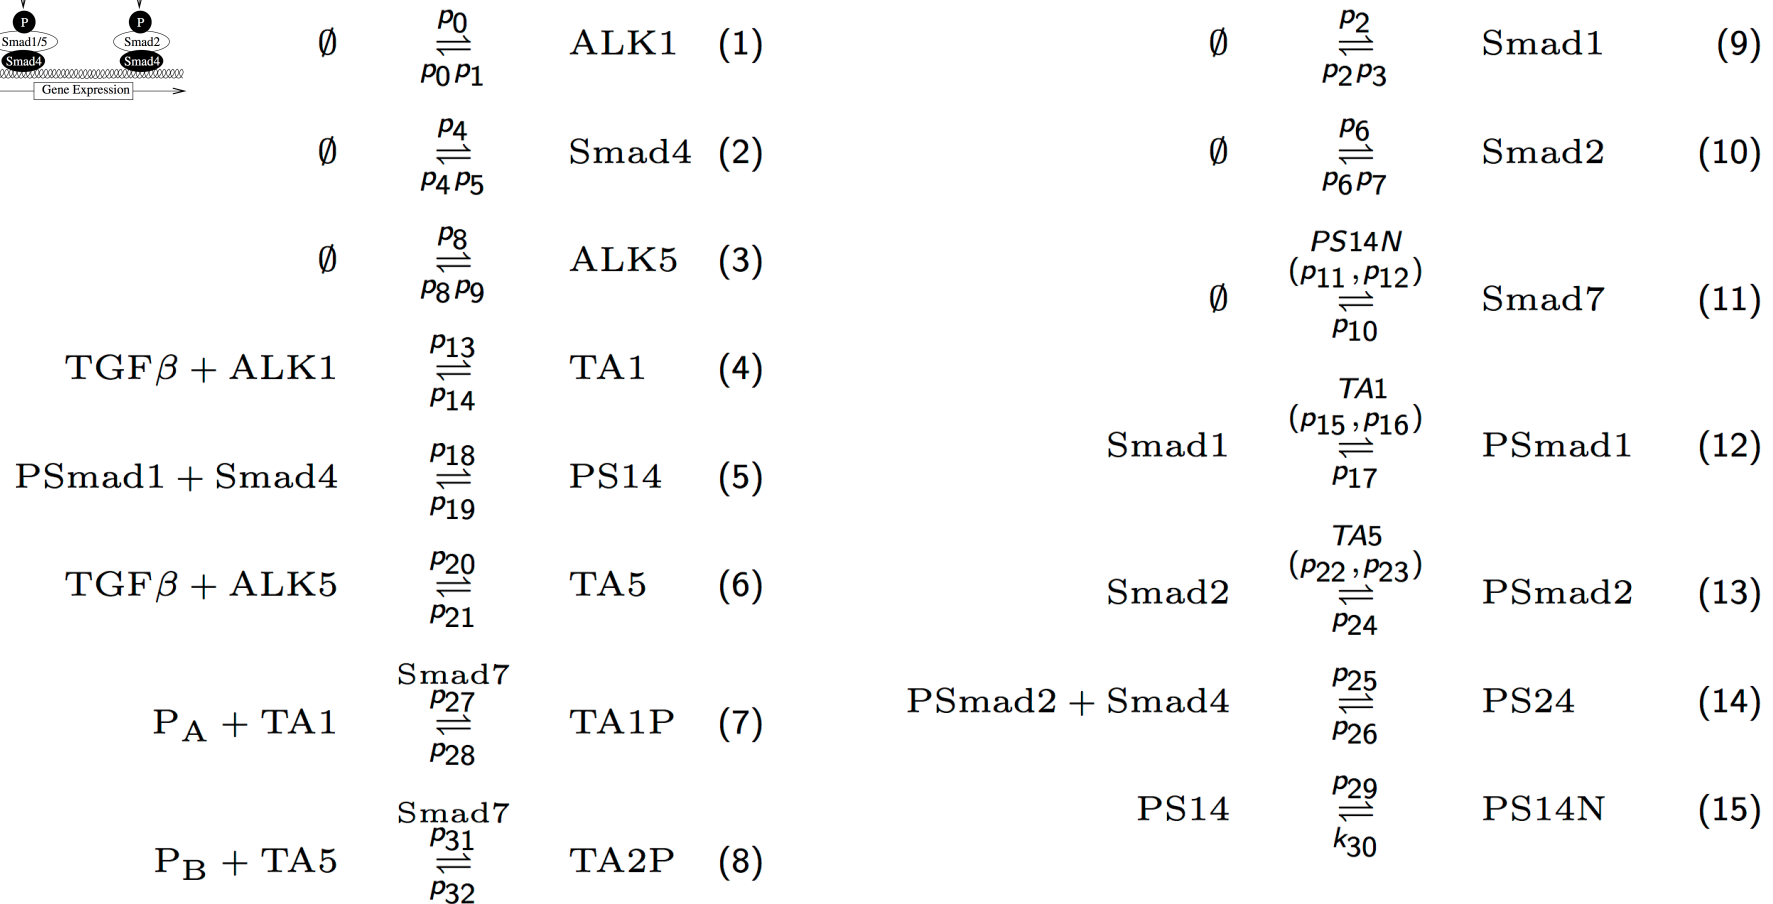 P P
Smad1/5 Smad2
Smad4 Smad4
Gene Expression
∅ p0 ⇌ p0p1 ALK1 (1)
∅ p4 ⇌ p4p5 Smad4 (2)
∅ p8 ⇌ p8p9 ALK5 (3)
TGFβ + ALK1 p13 ⇌ p14 TA1 (4)
PSmad1 + Smad4 p18 ⇌ p19 PS14 (5)
TGFβ + ALK5 p20 ⇌ p21 TA5 (6)
Smad7
PA + TA1 p27 ⇌ p28 TA1P (7)
Smad7
PB + TA5 p31 ⇌ p32 TA2P (8)
∅ p2 ⇌ p2p3 Smad1 (9)
∅ p6 ⇌ p6p7 Smad2 (10)
PS14N
∅ (p11,p12) ⇌ p10 Smad7 (11)
TA1
Smad1 (p15,p16) ⇌ p17 PSmad1 (12)
TA5
Smad2 (p22,p23) ⇌ p24 PSmad2 (13)
PSmad2 + Smad4 p25 ⇌ p26 PS24 (14)
PS14 p29 ⇌ k30 PS14N (15)